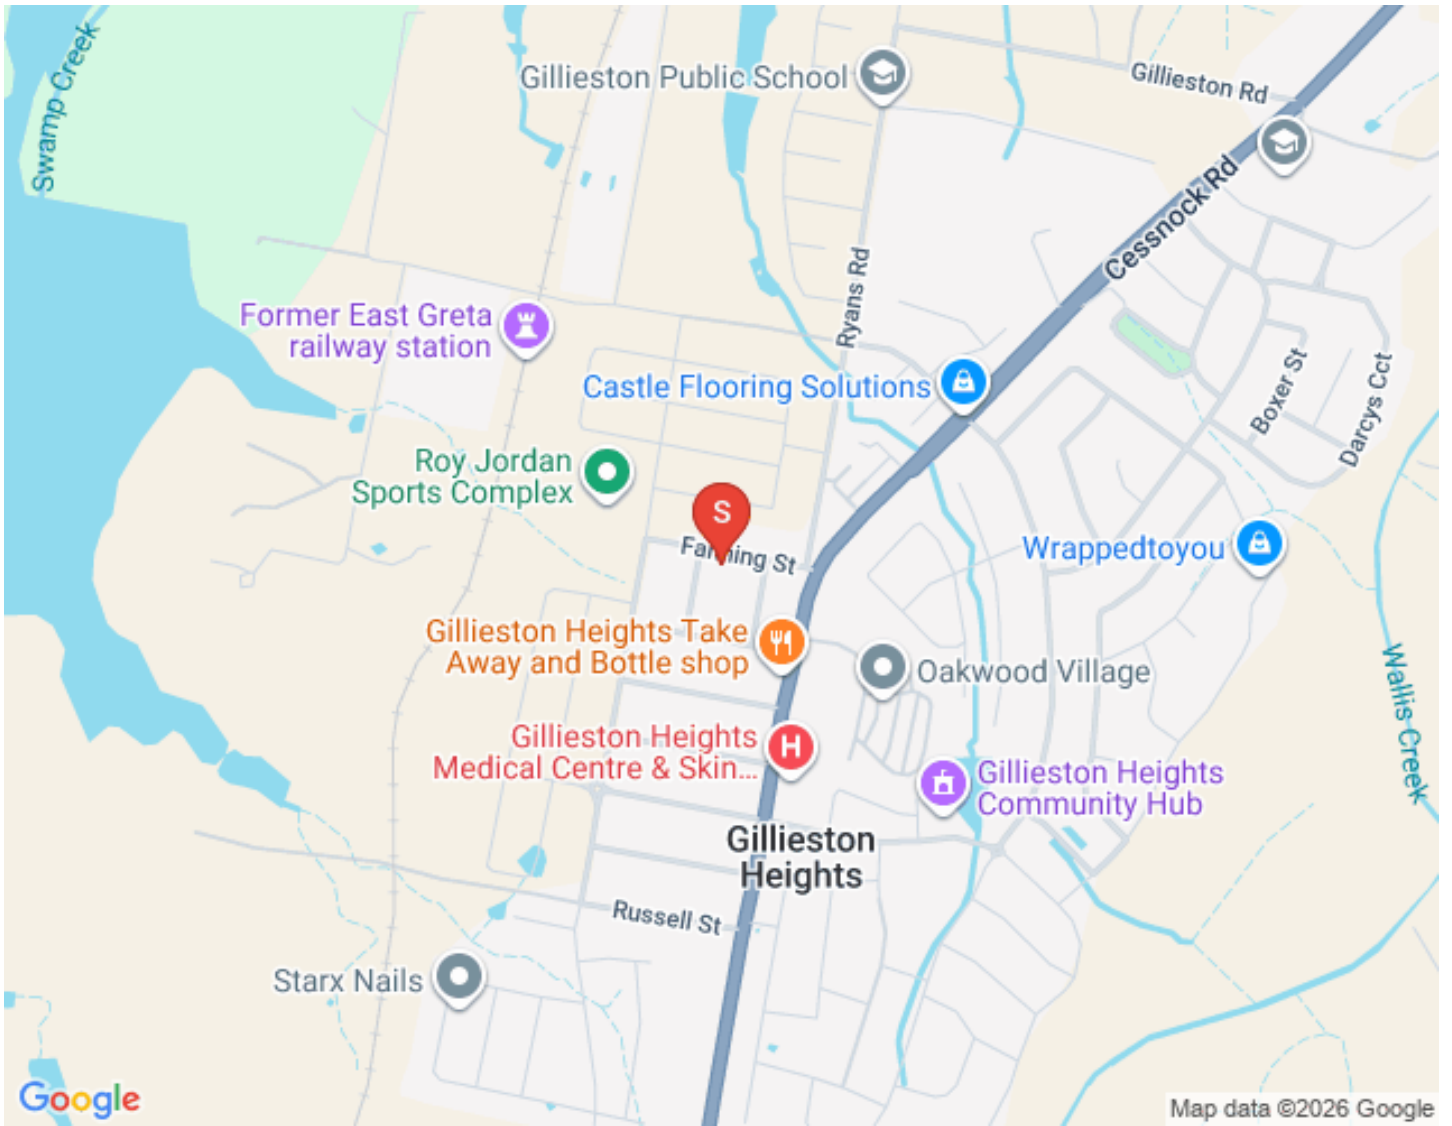 Swamp Creek
Gillieston Public School
Gillieston Rd
Cessnock Rd
Ryans Rd
Former East Greta
railway station
Castle Flooring Solutions
Boxer St
Darcys Cct
Roy Jordan
Sports Complex
S
Fanning St
Wrappedtoyou
Gillieston Heights Take
Away and Bottle shop
Oakwood Village
Wallis Creek
Gillieston Heights
Medical Centre & Skin...
H
Gillieston Heights
Community Hub
Gillieston
Heights
Russell St
Starx Nails
Google
Map data ©2026 Google